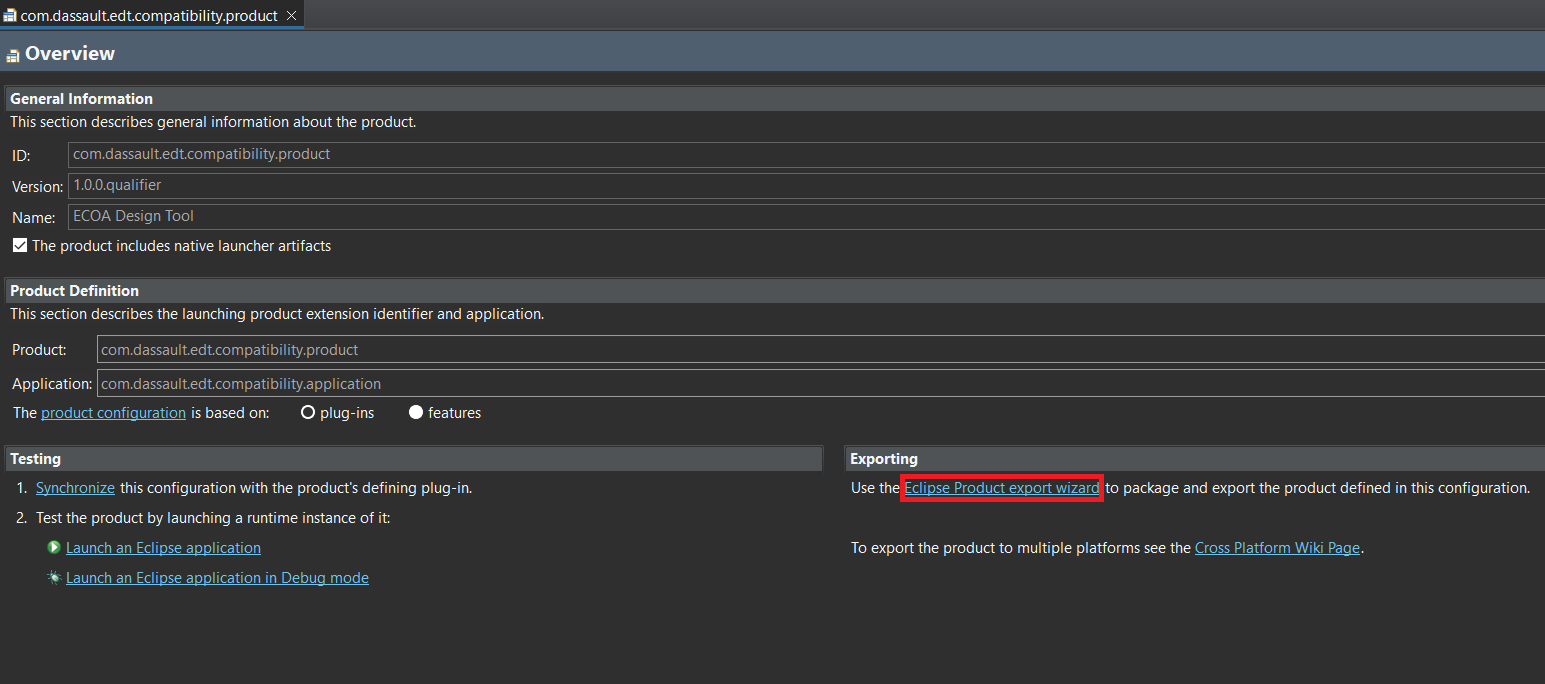 com.dassault.edt.compatibility.product
Overview
General Information
This section describes general information about the product.
ID: com.dassault.edt.compatibility.product
Version: 1.0.0.qualifier
Name: ECOA Design Tool
The product includes native launcher artifacts
Product Definition
This section describes the launching product extension identifier and application.
Product: com.dassault.edt.compatibility.product
Application: com.dassault.edt.compatibility.application
The product configuration is based on: plug-ins features
Testing
1. Synchronize this configuration with the product's defining plug-in.
2. Test the product by launching a runtime instance of it:
Launch an Eclipse application
Launch an Eclipse application in Debug mode
Exporting
Use the Eclipse Product export wizard to package and export the product defined in this configuration.
To export the product to multiple platforms see the Cross Platform Wiki Page.